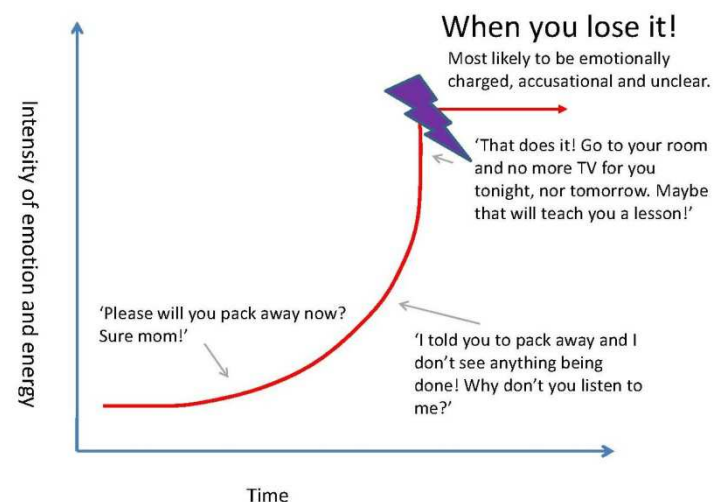 When you lose it!
Most likely to be emotionally
charged, accusational and unclear.
'That does it! Go to your room
and no more TV for you
tonight, nor tomorrow. Maybe
that will teach you a lesson!'
Intensity of emotion and energy
'Please will you pack away now?
Sure mom!'
'I told you to pack away and I
don't see anything being
done! Why don't you listen to
me?'
Time